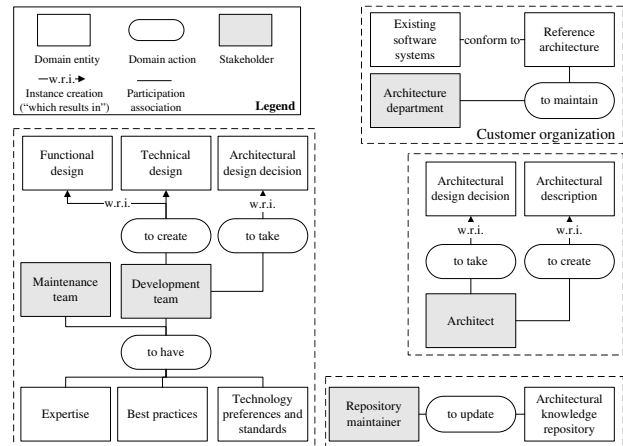 Domain entity
Domain action
Stakeholder
w.r.i.
Instance creation
("which results in")
Participation
association
Legend
Existing
software
systems
conform to
Reference
architecture
Architecture
department
to maintain
Customer organization
Functional
design
Technical
design
Architectural
design decision
w.r.i.
w.r.i.
to create
to take
Maintenance
team
Development
team
to have
Expertise
Best practices
Technology
preferences and
standards
Architectural
design decision
Architectural
description
w.r.i.
w.r.i.
to take
to create
Architect
Repository
maintainer
to update
Architectural
knowledge
repository